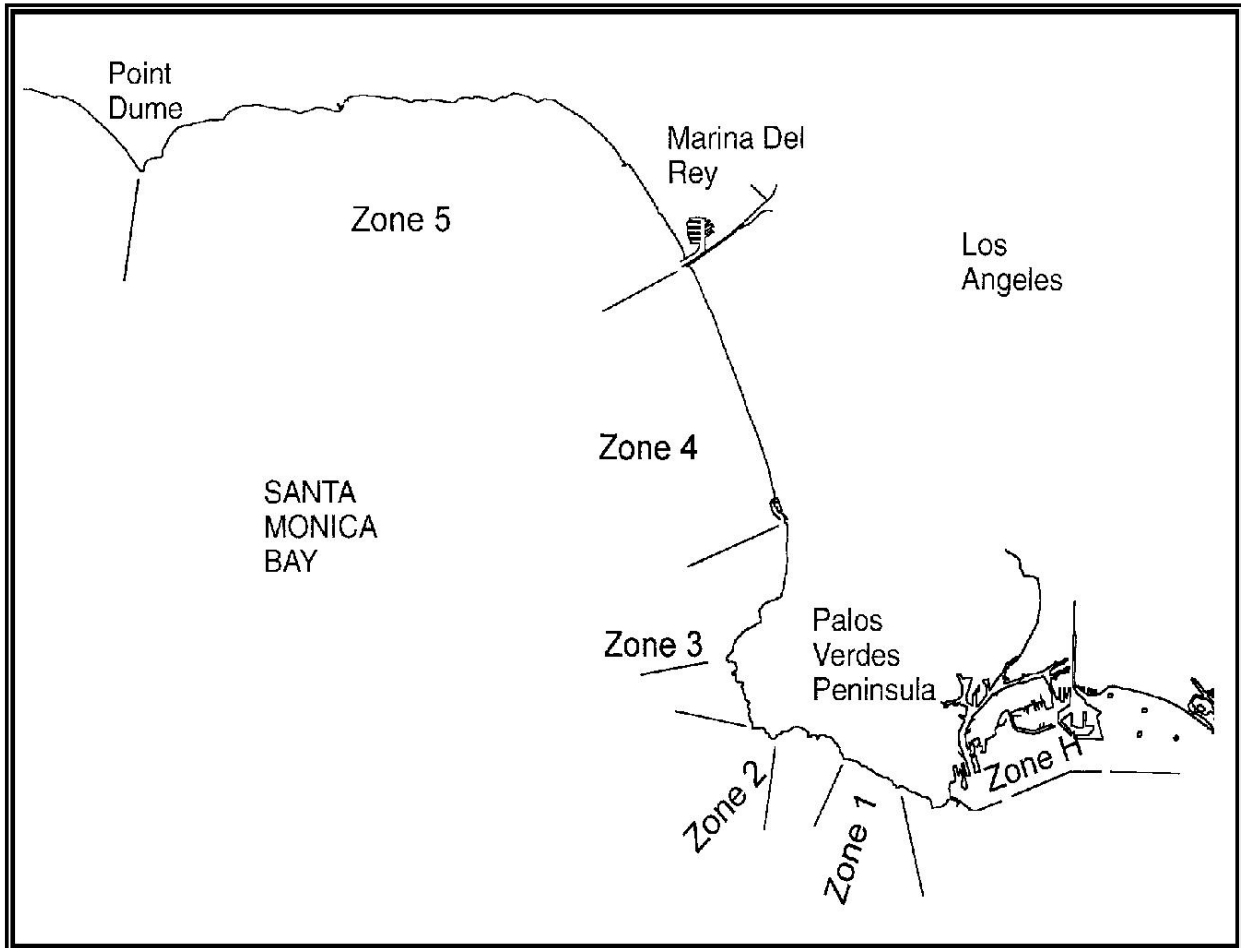 Point
Dume
Marina Del
Rey
Zone 5
Los
Angeles
Zone 4
SANTA
MONICA
BAY
Zone 3
Palos
Verdes
Peninsula
Zone 2
Zone 1
Zone H